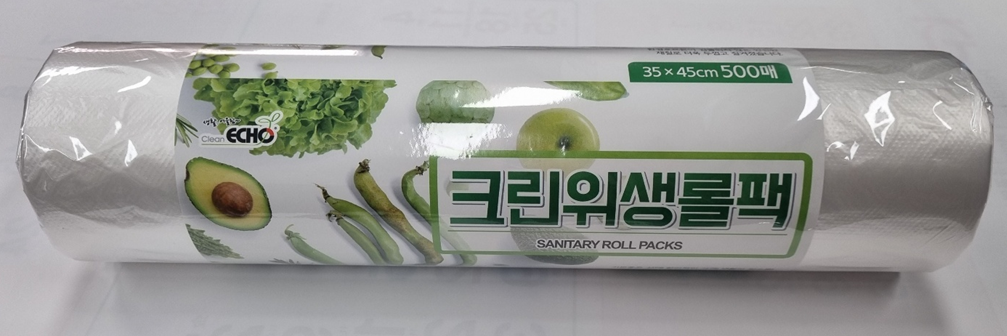 35×45cm 500매
Clean ECHO
크린위생롤팩
SANITARY ROLL PACKS